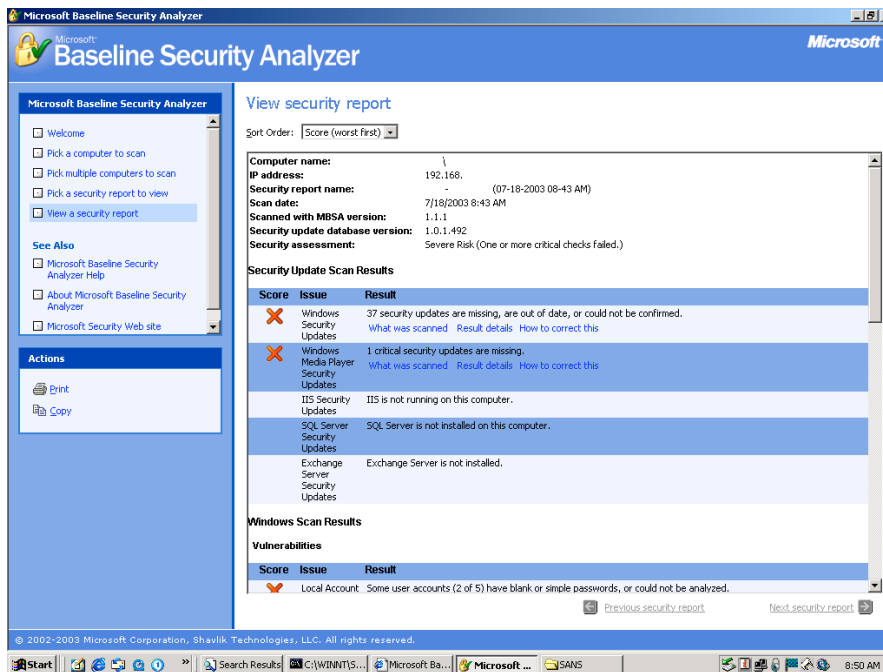 Microsoft Baseline Security Analyzer
Microsoft
Baseline Security Analyzer
Microsoft
Microsoft Baseline Security Analyzer
Welcome
Pick a computer to scan
Pick multiple computers to scan
Pick a security report to view
View a security report
See Also
Microsoft Baseline Security
Analyzer Help
About Microsoft Baseline Security
Analyzer
Microsoft Security Web site
Actions
Print
Copy
View security report
Sort Order: Score (worst first)
Computer name: \
IP address: 192.168.
Security report name: - (07-18-2003 08-43 AM)
Scan date: 7/18/2003 8:43 AM
Scanned with MBSA version: 1.1.1
Security update database version: 1.0.1.492
Security assessment: Severe Risk (One or more critical checks failed.)
Security Update Scan Results
Score Issue Result
Windows
Security
Updates
37 security updates are missing, are out of date, or could not be confirmed.
What was scanned Result details How to correct this
Windows
Media Player
Security
Updates
1 critical security updates are missing.
What was scanned Result details How to correct this
IIS Security
Updates
IIS is not running on this computer.
SQL Server
Security
Updates
SQL Server is not installed on this computer.
Exchange
Server
Security
Updates
Exchange Server is not installed.
Windows Scan Results
Vulnerabilities
Score Issue Result
Local Account Some user accounts (2 of 5) have blank or simple passwords, or could not be analyzed.
Previous security report Next security report
© 2002-2003 Microsoft Corporation, Shavlik Technologies, LLC. All rights reserved.
Start » Search Results C:\WINNT\S... Microsoft Ba... Microsoft ... SANS 8:50 AM